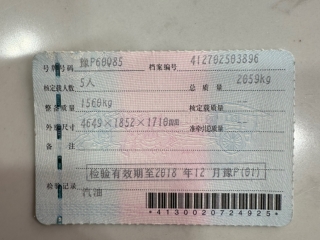 号牌号码 豫P68Q85 档案编号 412702503896
核定载人数 5人 总质量 2059kg
整备质量 1560kg 核定载质量 --
外廓尺寸 4649×1852×1710mm 准牵引总质量 --
备注
检验有效期至2018年12月豫P(01)
检验记录 汽油
*4130020724925*